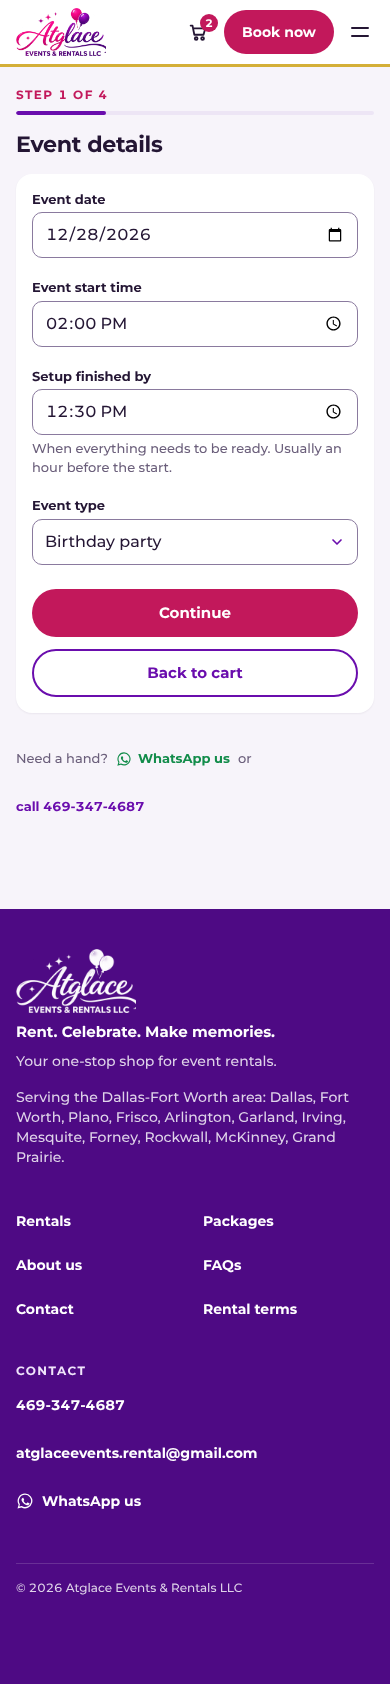 Atglace
EVENTS & RENTALS LLC
2
Book now
STEP 1 OF 4
Event details
Event date
12/28/2026
Event start time
02:00 PM
Setup finished by
12:30 PM
When everything needs to be ready. Usually an
hour before the start.
Event type
Birthday party
Continue
Back to cart
Need a hand? WhatsApp us or
call 469-347-4687
Atglace
EVENTS & RENTALS LLC
Rent. Celebrate. Make memories.
Your one-stop shop for event rentals.
Serving the Dallas-Fort Worth area: Dallas, Fort
Worth, Plano, Frisco, Arlington, Garland, Irving,
Mesquite, Forney, Rockwall, McKinney, Grand
Prairie.
Rentals Packages
About us FAQs
Contact Rental terms
CONTACT
469-347-4687
atglaceevents.rental@gmail.com
WhatsApp us
© 2026 Atglace Events & Rentals LLC